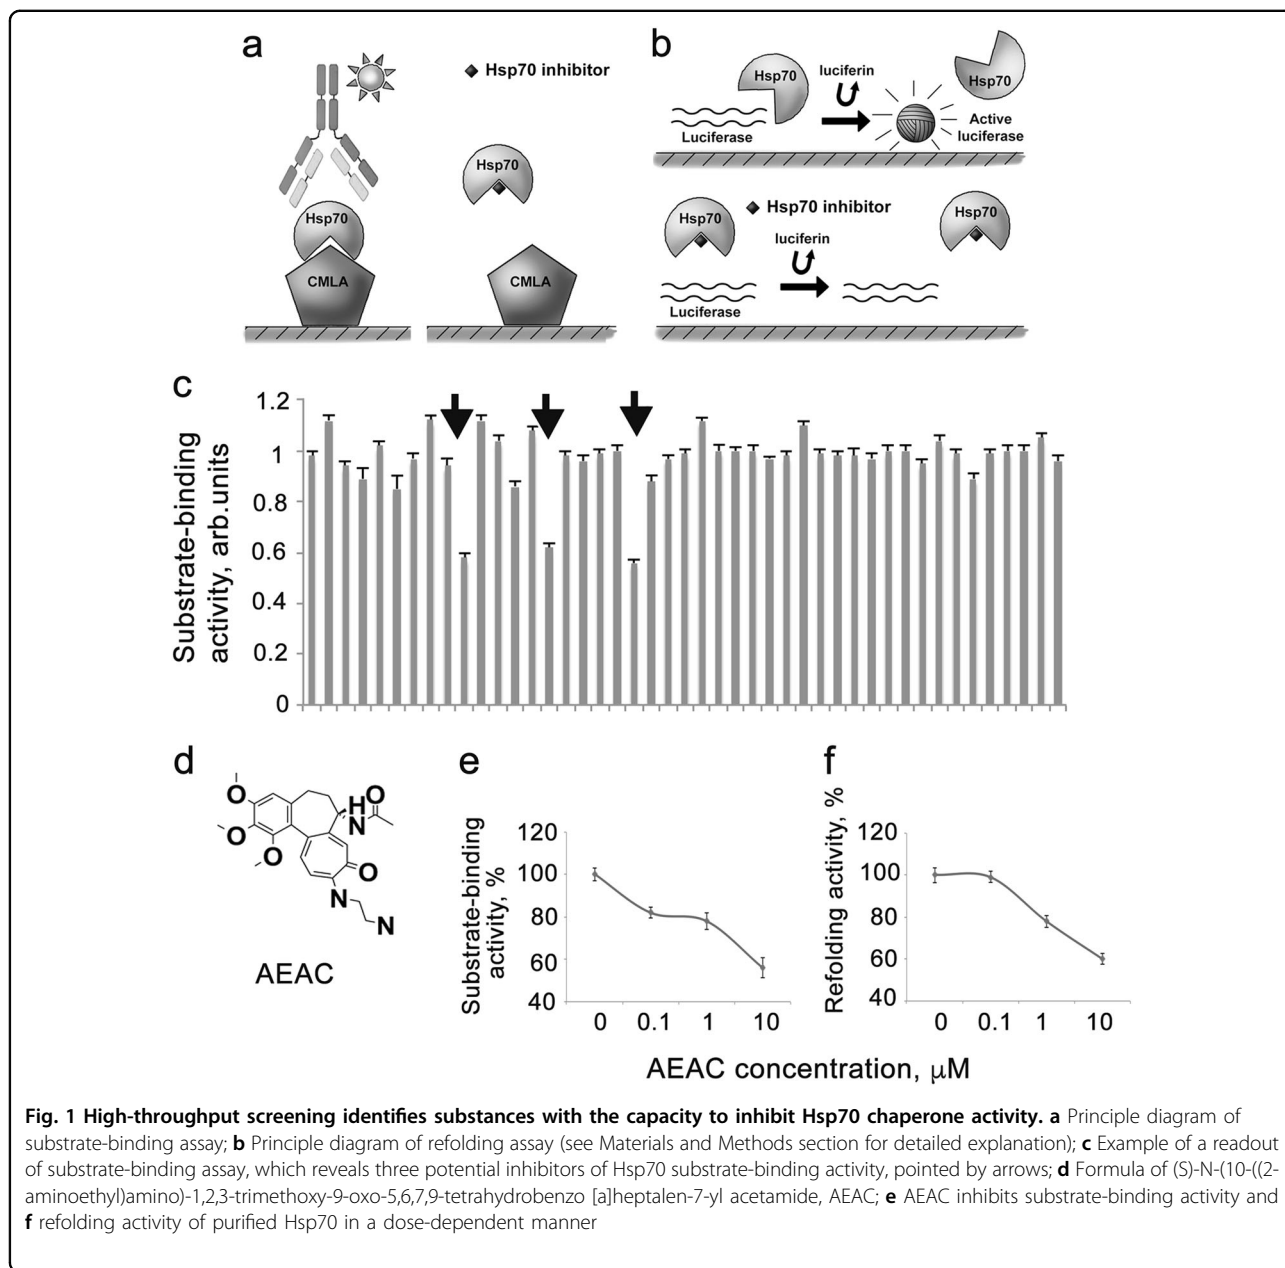 a
Hsp70 inhibitor
Hsp70
Hsp70
CMLA
CMLA
b
Hsp70
luciferin
Hsp70
Luciferase
Active
luciferase
Hsp70
Hsp70 inhibitor
Hsp70
luciferin
Luciferase
c
Substrate-binding
activity, arb.units
1.2
1
0.8
0.6
0.4
0.2
0
d
O
O
O
H
N
O
O
N
N
AEAC
e
Substrate-binding
activity, %
120
100
80
60
40
0 0.1 1 10
f
Refolding activity, %
120
100
80
60
40
0 0.1 1 10
AEAC concentration, μM
Fig. 1 High-throughput screening identifies substances with the capacity to inhibit Hsp70 chaperone activity. a Principle diagram of
substrate-binding assay; b Principle diagram of refolding assay (see Materials and Methods section for detailed explanation); c Example of a readout
of substrate-binding assay, which reveals three potential inhibitors of Hsp70 substrate-binding activity, pointed by arrows; d Formula of (S)-N-(10-((2-
aminoethyl)amino)-1,2,3-trimethoxy-9-oxo-5,6,7,9-tetrahydrobenzo [a]heptalen-7-yl acetamide, AEAC; e AEAC inhibits substrate-binding activity and
f refolding activity of purified Hsp70 in a dose-dependent manner